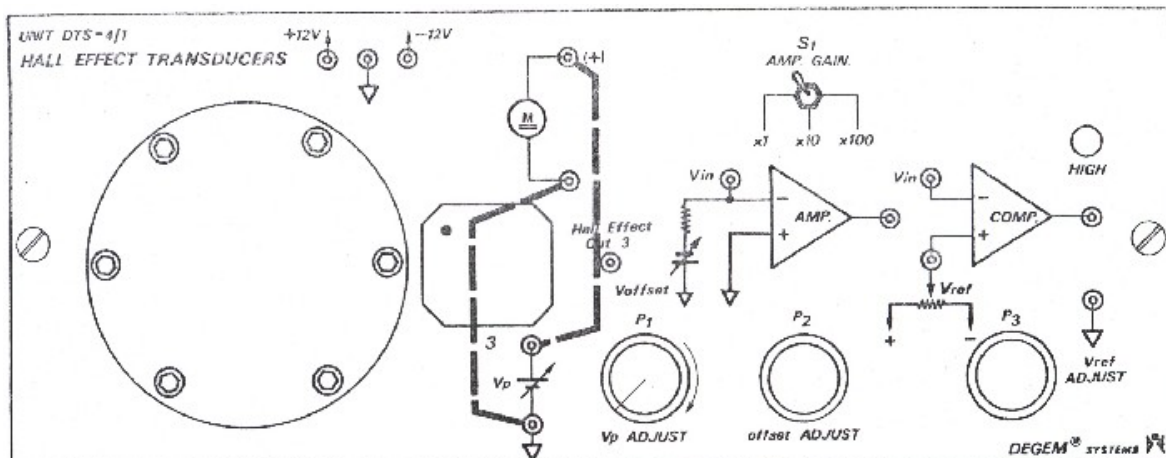 UNIT DTS-4/1
HALL EFFECT TRANSDUCERS
+12V
-12V
(+)
M
S1
AMP. GAIN.
x1
x10
x100
HIGH
Vin
AMP.
+
Vin
COMP.
+
Hall Effect
Out 3
Voffset
Vref
+
-
3
Vp
P1
P2
P3
Vp ADJUST
offset ADJUST
Vref
ADJUST
DEGEM® SYSTEMS